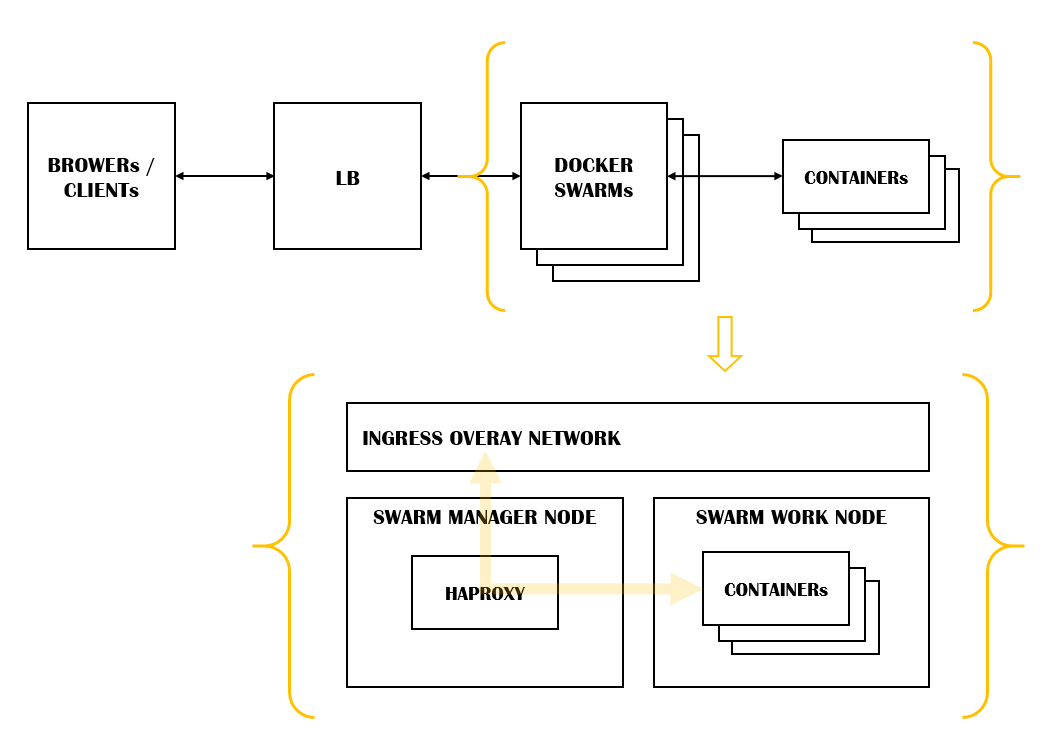 BROWERs /
CLIENTs
LB
DOCKER
SWARMs
CONTAINERs
INGRESS OVERAY NETWORK
SWARM MANAGER NODE
HAPROXY
SWARM WORK NODE
CONTAINERs